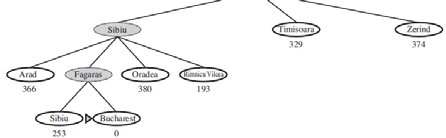 Sibiu Timisoara Zerind
329 374
Arad Fagaras Oradea Rimnicu Vilcea
366 380 193
Sibiu Bucharest
253 0